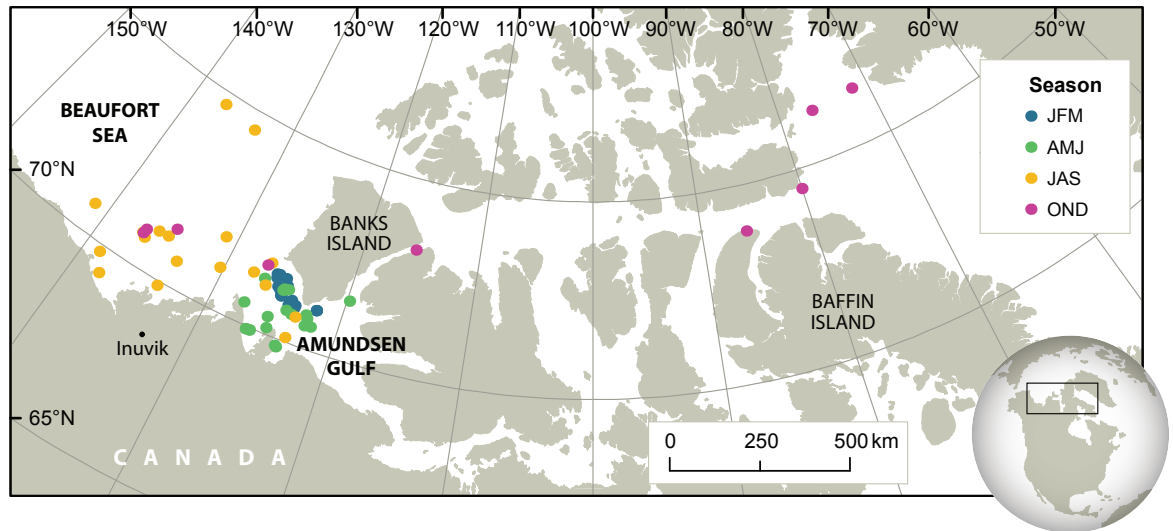 150°W 140°W 130°W 120°W 110°W 100°W 90°W 80°W 70°W 60°W 50°W
BEAUFORT
SEA
Season
JFM
AMJ
JAS
OND
70°N
BANKS
ISLAND
BAFFIN
ISLAND
Inuvik
AMUNDSEN
GULF
65°N
CANADA
0 250 500 km